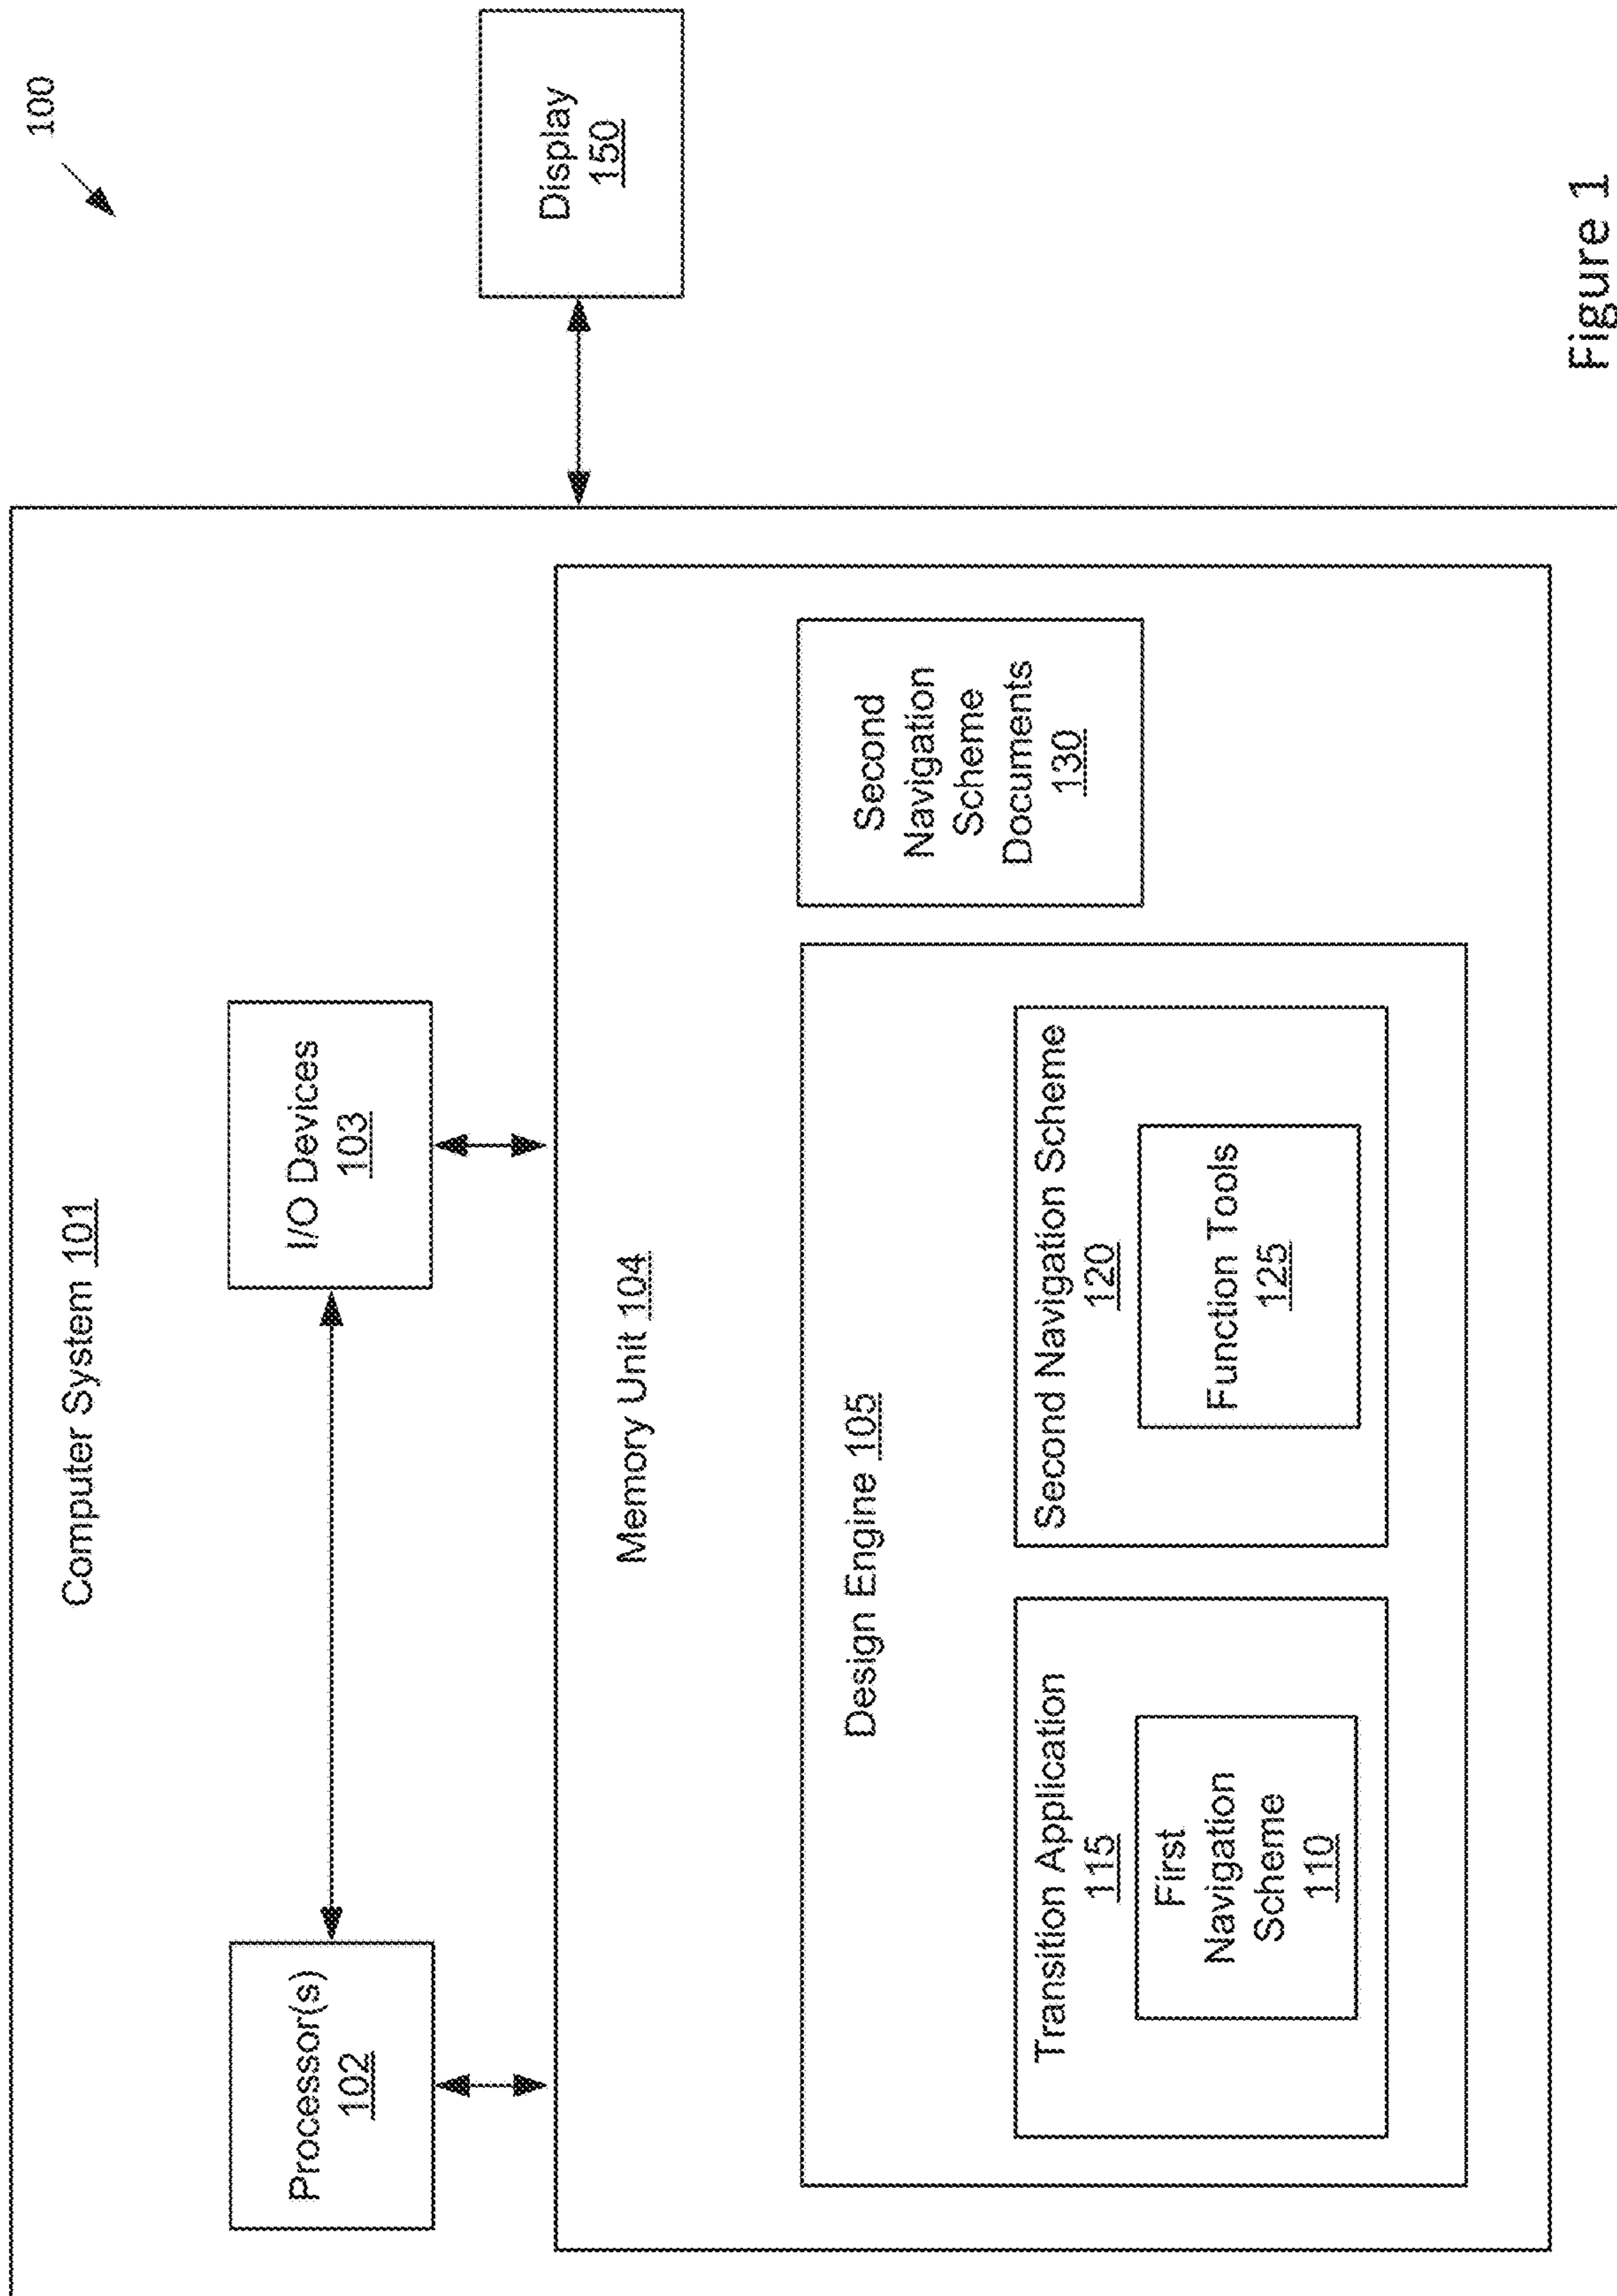 100
Computer System 101
Processor(s)
102
I/O Devices
103
Display
150
Memory Unit 104
Design Engine 105
Transition Application
115
First
Navigation
Scheme
110
Second Navigation Scheme
120
Function Tools
125
Second
Navigation
Scheme
Documents
130
Figure 1